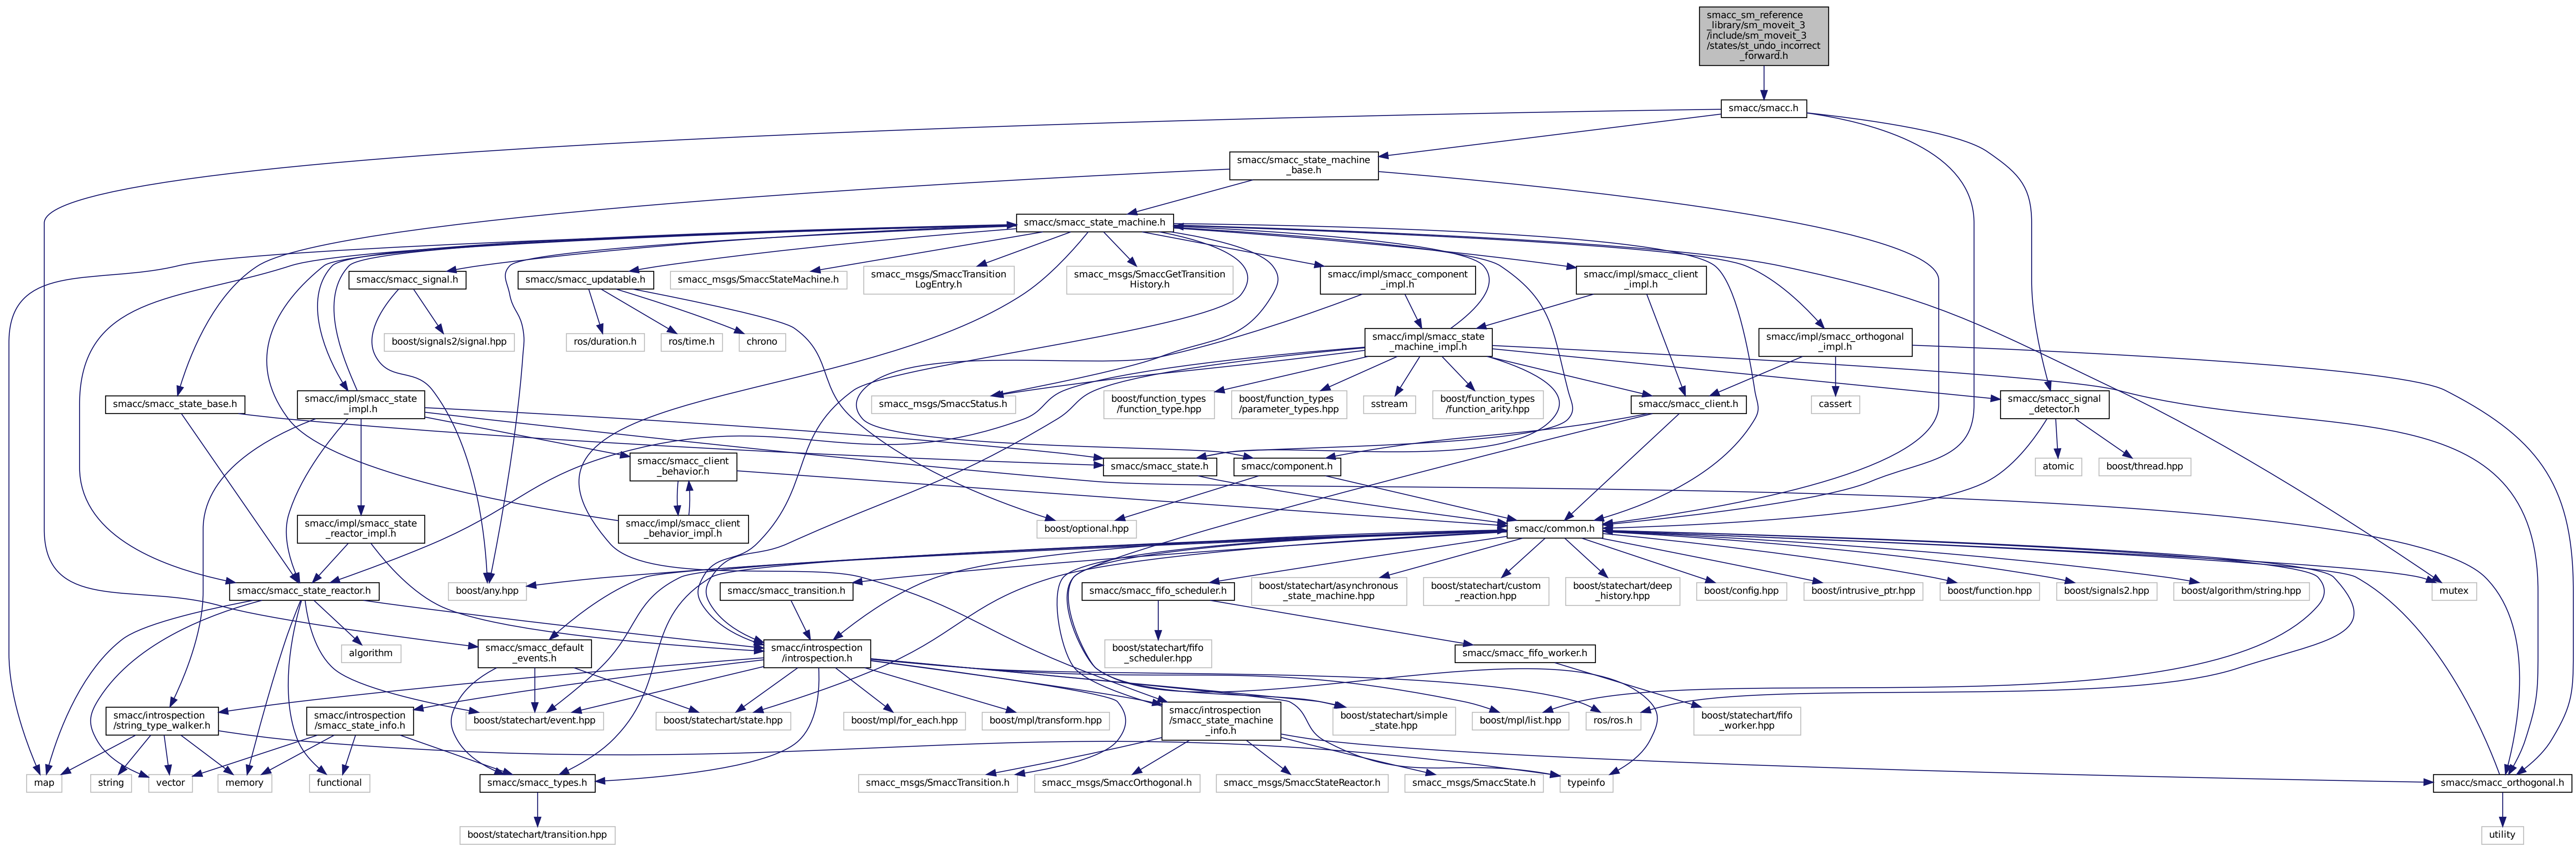 smacc_sm_reference
_library/sm_moveit_3
/include/sm_moveit_3
/states/st_undo_incorrect
_forward.h
smacc/smacc.h
smacc/smacc_state_machine
_base.h
smacc/smacc_state_machine.h
smacc/smacc_signal.h
smacc/smacc_updatable.h
smacc_msgs/SmaccStateMachine.h
smacc_msgs/SmaccTransition
LogEntry.h
smacc_msgs/SmaccGetTransition
History.h
smacc/impl/smacc_component
_impl.h
smacc/impl/smacc_client
_impl.h
boost/signals2/signal.hpp
ros/duration.h
ros/time.h
chrono
smacc/impl/smacc_state
_machine_impl.h
smacc/impl/smacc_orthogonal
_impl.h
smacc/smacc_state_base.h
smacc/impl/smacc_state
_impl.h
smacc_msgs/SmaccStatus.h
boost/function_types
/function_type.hpp
boost/function_types
/parameter_types.hpp
sstream
boost/function_types
/function_arity.hpp
smacc/smacc_client.h
cassert
smacc/smacc_signal
_detector.h
smacc/smacc_client
_behavior.h
smacc/smacc_state.h
smacc/component.h
atomic
boost/thread.hpp
smacc/impl/smacc_state
_reactor_impl.h
smacc/impl/smacc_client
_behavior_impl.h
boost/optional.hpp
smacc/common.h
smacc/smacc_state_reactor.h
boost/any.hpp
smacc/smacc_transition.h
smacc/smacc_fifo_scheduler.h
boost/statechart/asynchronous
_state_machine.hpp
boost/statechart/custom
_reaction.hpp
boost/statechart/deep
_history.hpp
boost/config.hpp
boost/intrusive_ptr.hpp
boost/function.hpp
boost/signals2.hpp
boost/algorithm/string.hpp
mutex
algorithm
smacc/smacc_default
_events.h
smacc/introspection
/introspection.h
boost/statechart/fifo
_scheduler.hpp
smacc/smacc_fifo_worker.h
smacc/introspection
/string_type_walker.h
smacc/introspection
/smacc_state_info.h
boost/statechart/event.hpp
boost/statechart/state.hpp
boost/mpl/for_each.hpp
boost/mpl/transform.hpp
smacc/introspection
/smacc_state_machine
_info.h
boost/statechart/simple
_state.hpp
boost/mpl/list.hpp
ros/ros.h
boost/statechart/fifo
_worker.hpp
map
string
vector
memory
functional
smacc/smacc_types.h
smacc_msgs/SmaccTransition.h
smacc_msgs/SmaccOrthogonal.h
smacc_msgs/SmaccStateReactor.h
smacc_msgs/SmaccState.h
typeinfo
smacc/smacc_orthogonal.h
boost/statechart/transition.hpp
utility